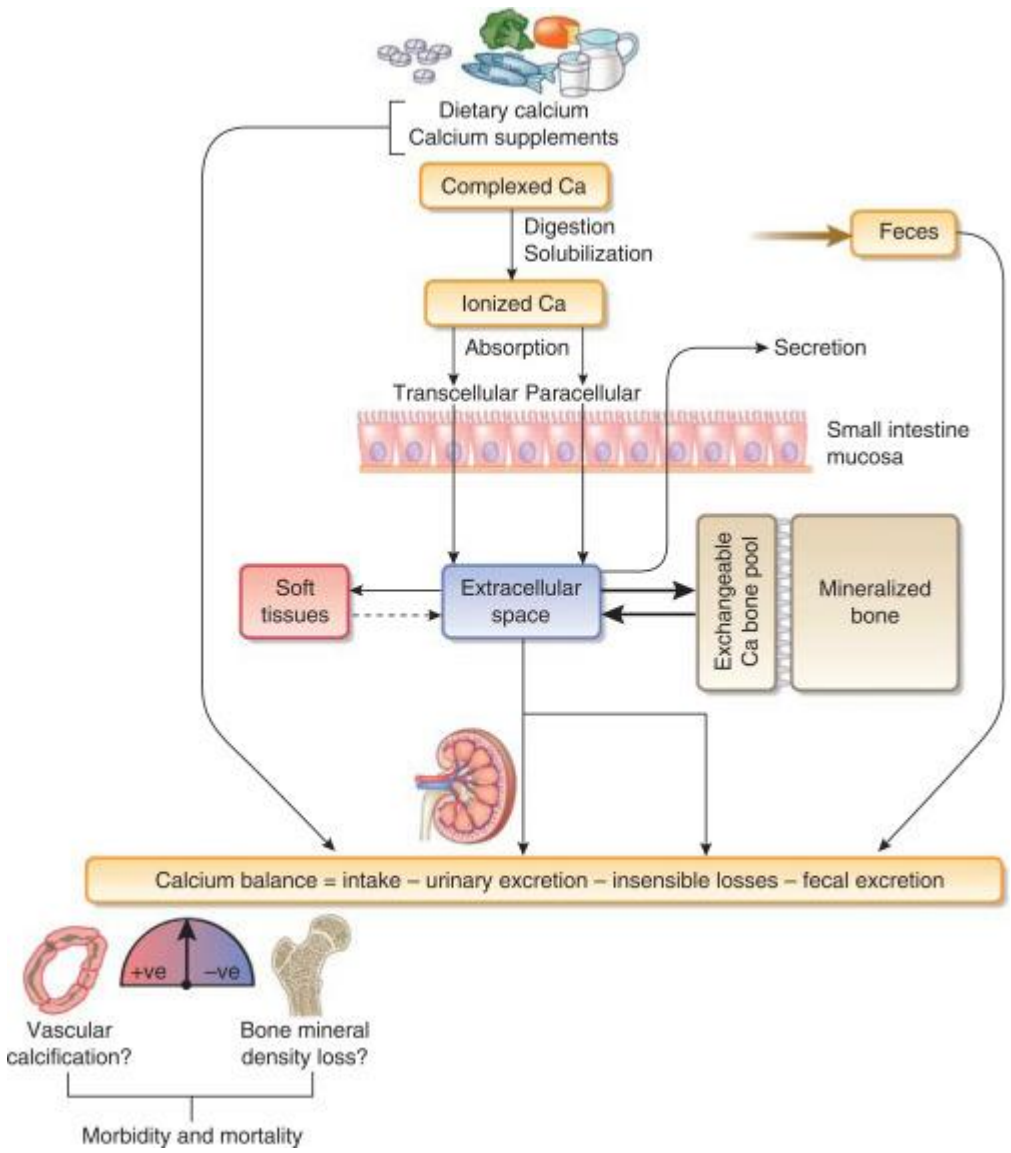 Dietary calcium
Calcium supplements
Complexed Ca
Digestion
Solubilization
Feces
Ionized Ca
Absorption
Secretion
Transcellular Paracellular
Small intestine
mucosa
Soft
tissues
Extracellular
space
Exchangeable
Ca bone pool
Mineralized
bone
Calcium balance = intake – urinary excretion – insensible losses – fecal excretion
+ve
–ve
Vascular
calcification?
Bone mineral
density loss?
Morbidity and mortality